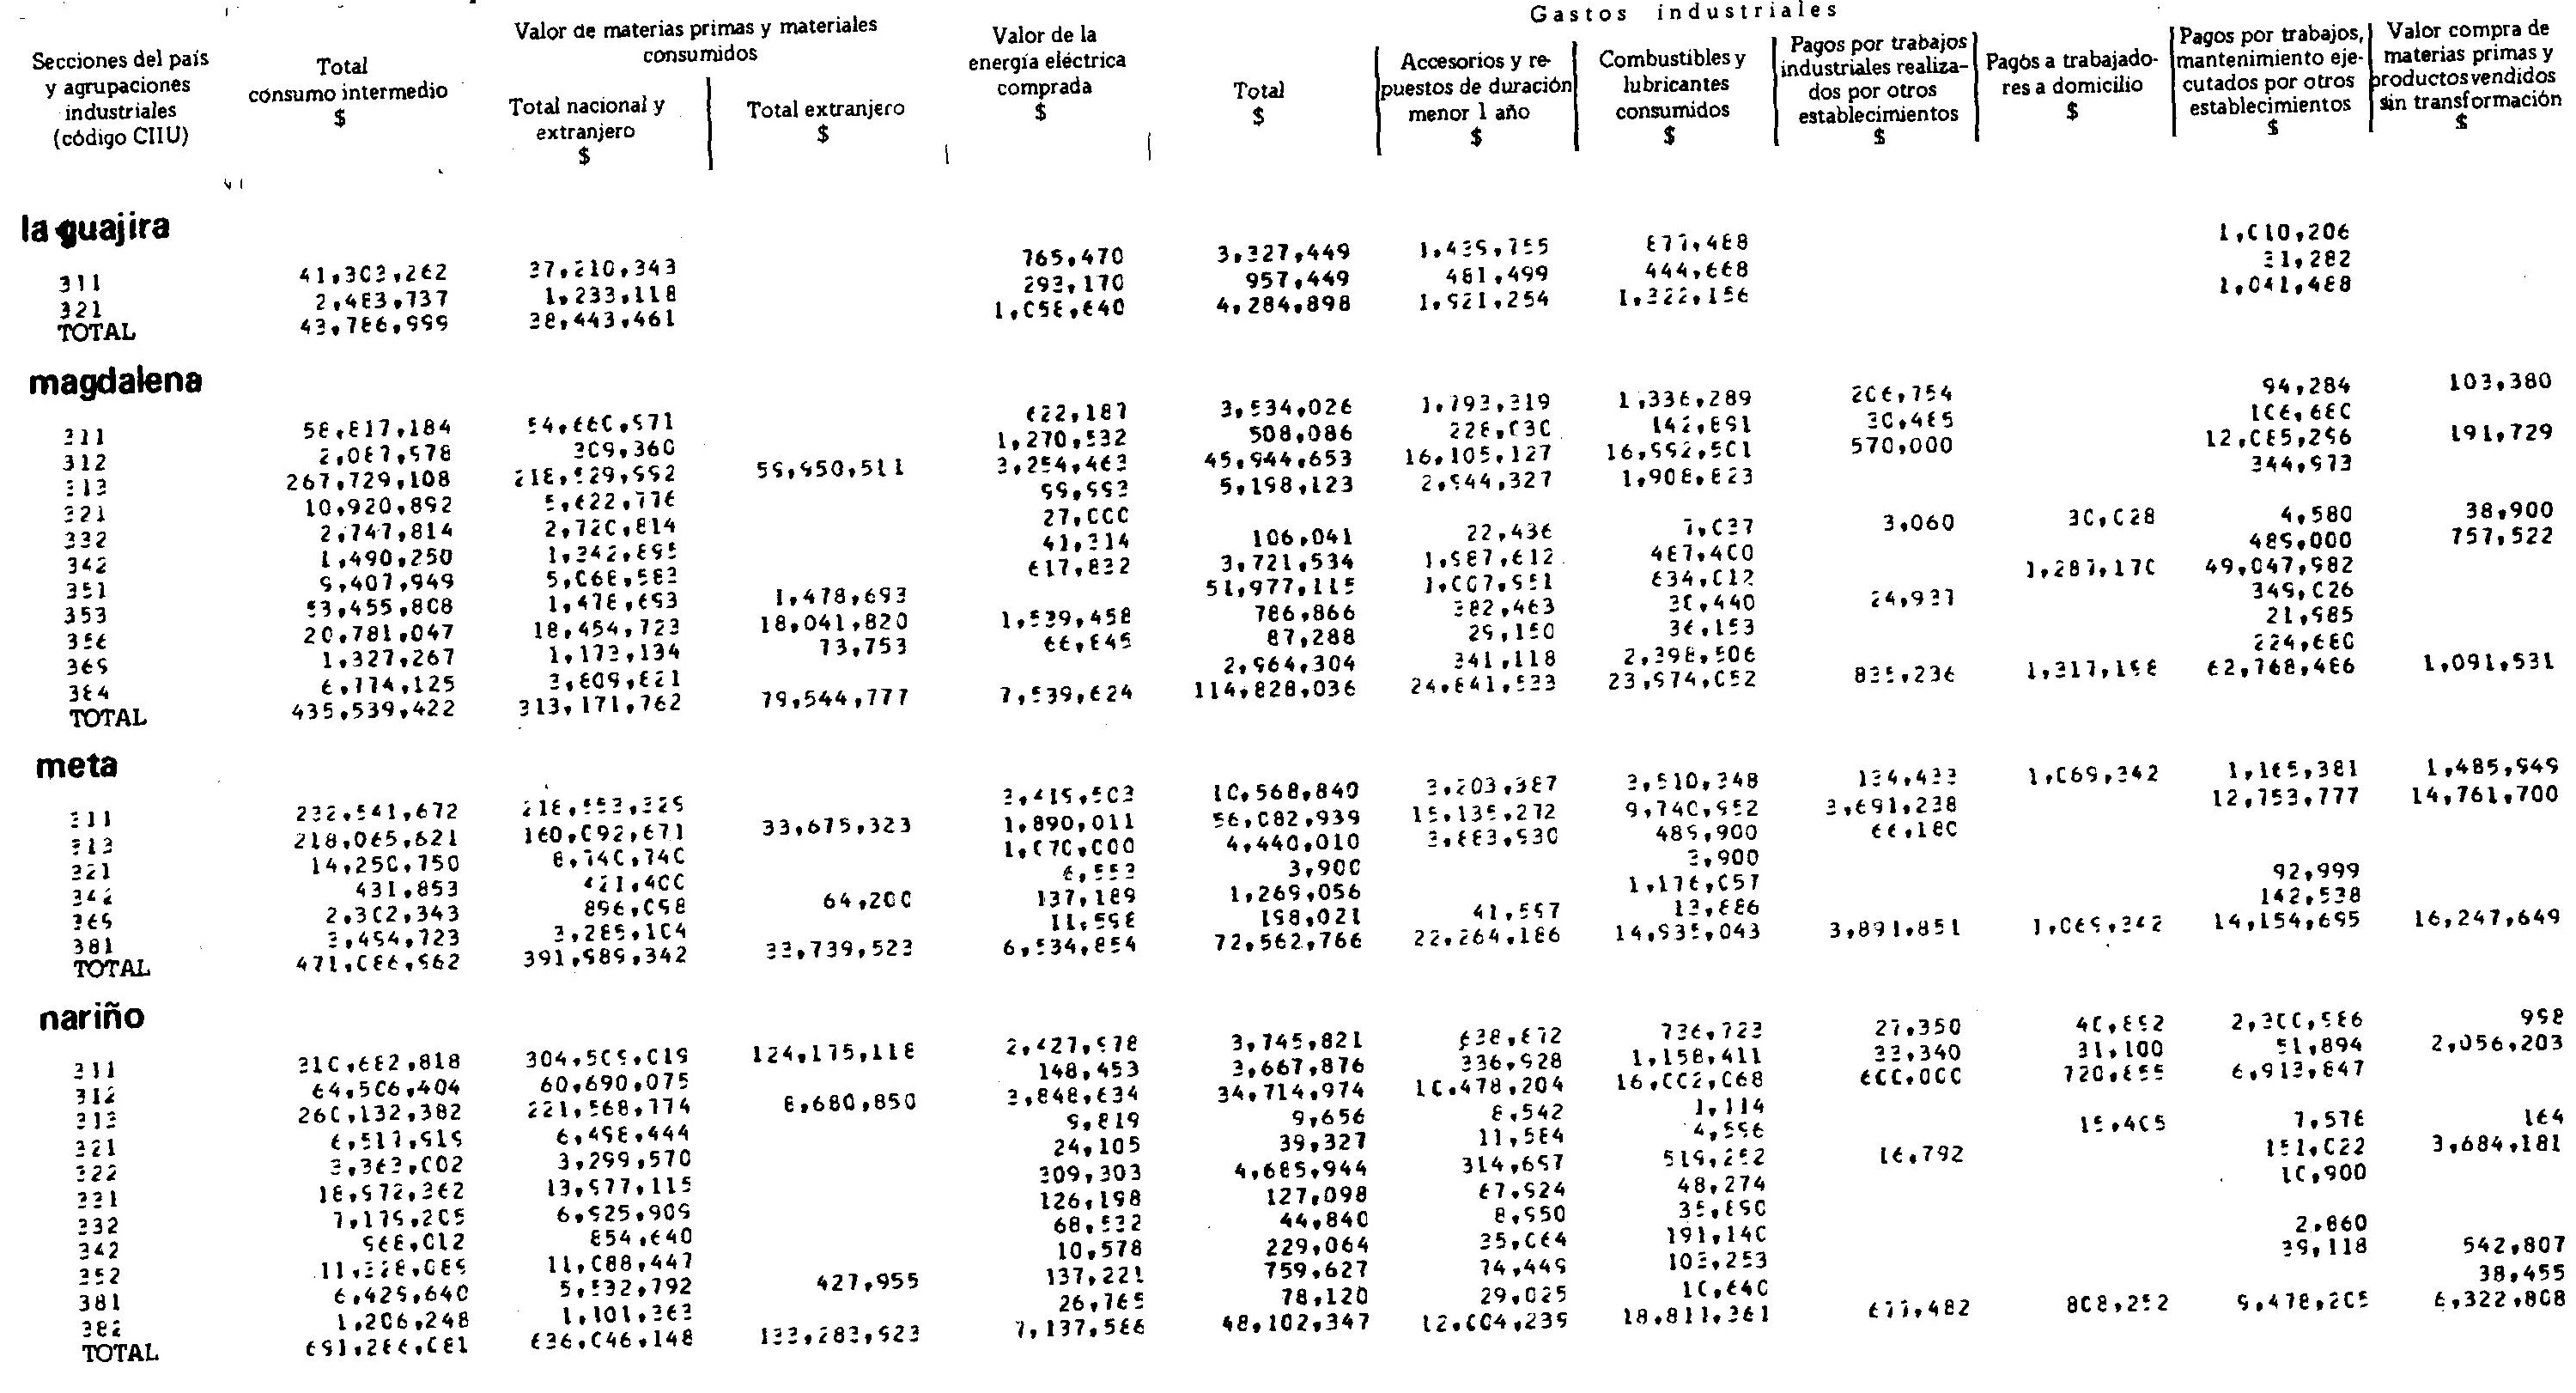 Gastos industriales
Secciones del país
y agrupaciones
industriales
(código CIIU)
Total
consumo intermedio
$
Valor de materias primas y materiales
consumidos
Total nacional y
extranjero
$
Total extranjero
$
Valor de la
energía eléctrica
comprada
$
Total
$
Accesorios y re-
puestos de duración
menor 1 año
$
Combustibles y
lubricantes
consumidos
$
Pagos por trabajos
industriales realiza-
dos por otros
establecimientos
$
Pagos a trabajado-
res a domicilio
$
Pagos por trabajos,
mantenimiento eje-
cutados por otros
establecimientos
$
Valor compra de
materias primas y
productos vendidos
sin transformación
$
la guajira
311 41,303,262 37,210,343 765,470 3,327,449 1,439,755 877,488 1,010,206
321 2,483,737 1,233,118 293,170 957,449 481,499 444,668 31,282
TOTAL 43,786,999 38,443,461 1,058,640 4,284,898 1,921,254 1,322,156 1,041,488
magdalena
311 58,817,184 54,660,971 622,187 3,534,026 1,793,319 1,336,289 206,754 94,284 103,380
312 2,087,978 309,360 1,270,532 508,086 228,030 142,891 30,485 106,680
313 267,729,108 218,529,992 59,950,511 3,254,463 45,944,653 16,105,127 16,992,501 570,000 12,085,296 191,729
321 10,920,892 5,622,776 99,993 5,198,123 2,944,327 1,908,823 344,973
332 2,747,814 2,720,814 27,000
342 1,490,250 1,342,895 41,314 106,041 22,436 7,037 3,060 30,028 4,580 38,900
351 9,407,949 5,068,583 617,832 3,721,534 1,987,612 487,400 489,000 757,522
353 53,455,808 1,478,693 1,478,693 51,977,115 1,007,951 634,012 1,287,170 49,047,982
356 20,781,047 18,454,723 18,041,820 1,539,458 786,866 382,463 30,440 24,937 349,026
369 1,327,267 1,173,134 73,753 66,845 87,288 29,150 36,153 21,985
384 6,774,125 3,809,821 2,964,304 341,118 2,398,506 224,680
TOTAL 435,539,422 313,171,762 79,544,777 7,539,624 114,828,036 24,841,533 23,974,052 835,236 1,317,198 62,768,486 1,091,531
meta
311 232,541,672 218,553,329 3,419,503 10,568,840 3,203,387 3,510,348 134,433 1,069,342 1,165,381 1,485,949
313 218,065,621 160,092,671 33,675,323 1,890,011 56,082,939 15,135,272 9,740,952 3,691,238 12,753,777 14,761,700
321 14,250,750 8,740,740 1,070,000 4,440,010 3,883,930 489,900 66,180
342 431,853 421,400 6,553 3,900 3,900
369 2,302,343 896,098 64,200 137,189 1,269,056 1,176,057 92,999
381 3,494,723 3,285,104 11,598 198,021 41,597 13,886 142,538
TOTAL 471,086,962 391,989,342 33,739,523 6,534,854 72,562,766 22,264,186 14,935,043 3,891,851 1,069,342 14,154,695 16,247,649
nariño
311 310,682,818 304,509,019 124,175,118 2,427,978 3,745,821 638,872 736,723 27,350 40,892 2,300,986 998
312 64,506,404 60,690,075 148,453 3,667,876 336,928 1,158,411 33,340 31,100 51,894 2,056,203
313 260,132,382 221,568,774 8,680,850 3,848,634 34,714,974 10,478,204 16,002,068 600,000 720,855 6,913,847
321 6,517,919 6,498,444 9,819 9,656 8,542 1,114
322 3,363,002 3,299,570 24,105 39,327 11,584 4,596 15,405 7,578 164
331 18,972,362 13,977,115 309,303 4,685,944 314,697 519,252 16,792 151,022 3,684,181
332 7,179,205 6,925,909 126,198 127,098 67,924 48,274 10,900
342 968,012 854,640 68,532 44,840 8,950 35,890
352 11,328,089 11,088,447 10,578 229,064 35,064 191,140 2,860
381 6,429,640 5,532,792 427,955 137,221 759,627 74,449 103,253 39,118 542,807
382 1,206,248 1,101,363 26,765 78,120 29,025 10,640 38,455
TOTAL 691,286,081 636,046,148 133,283,923 7,137,586 48,102,347 12,004,239 18,811,361 677,482 808,252 9,478,205 6,322,808